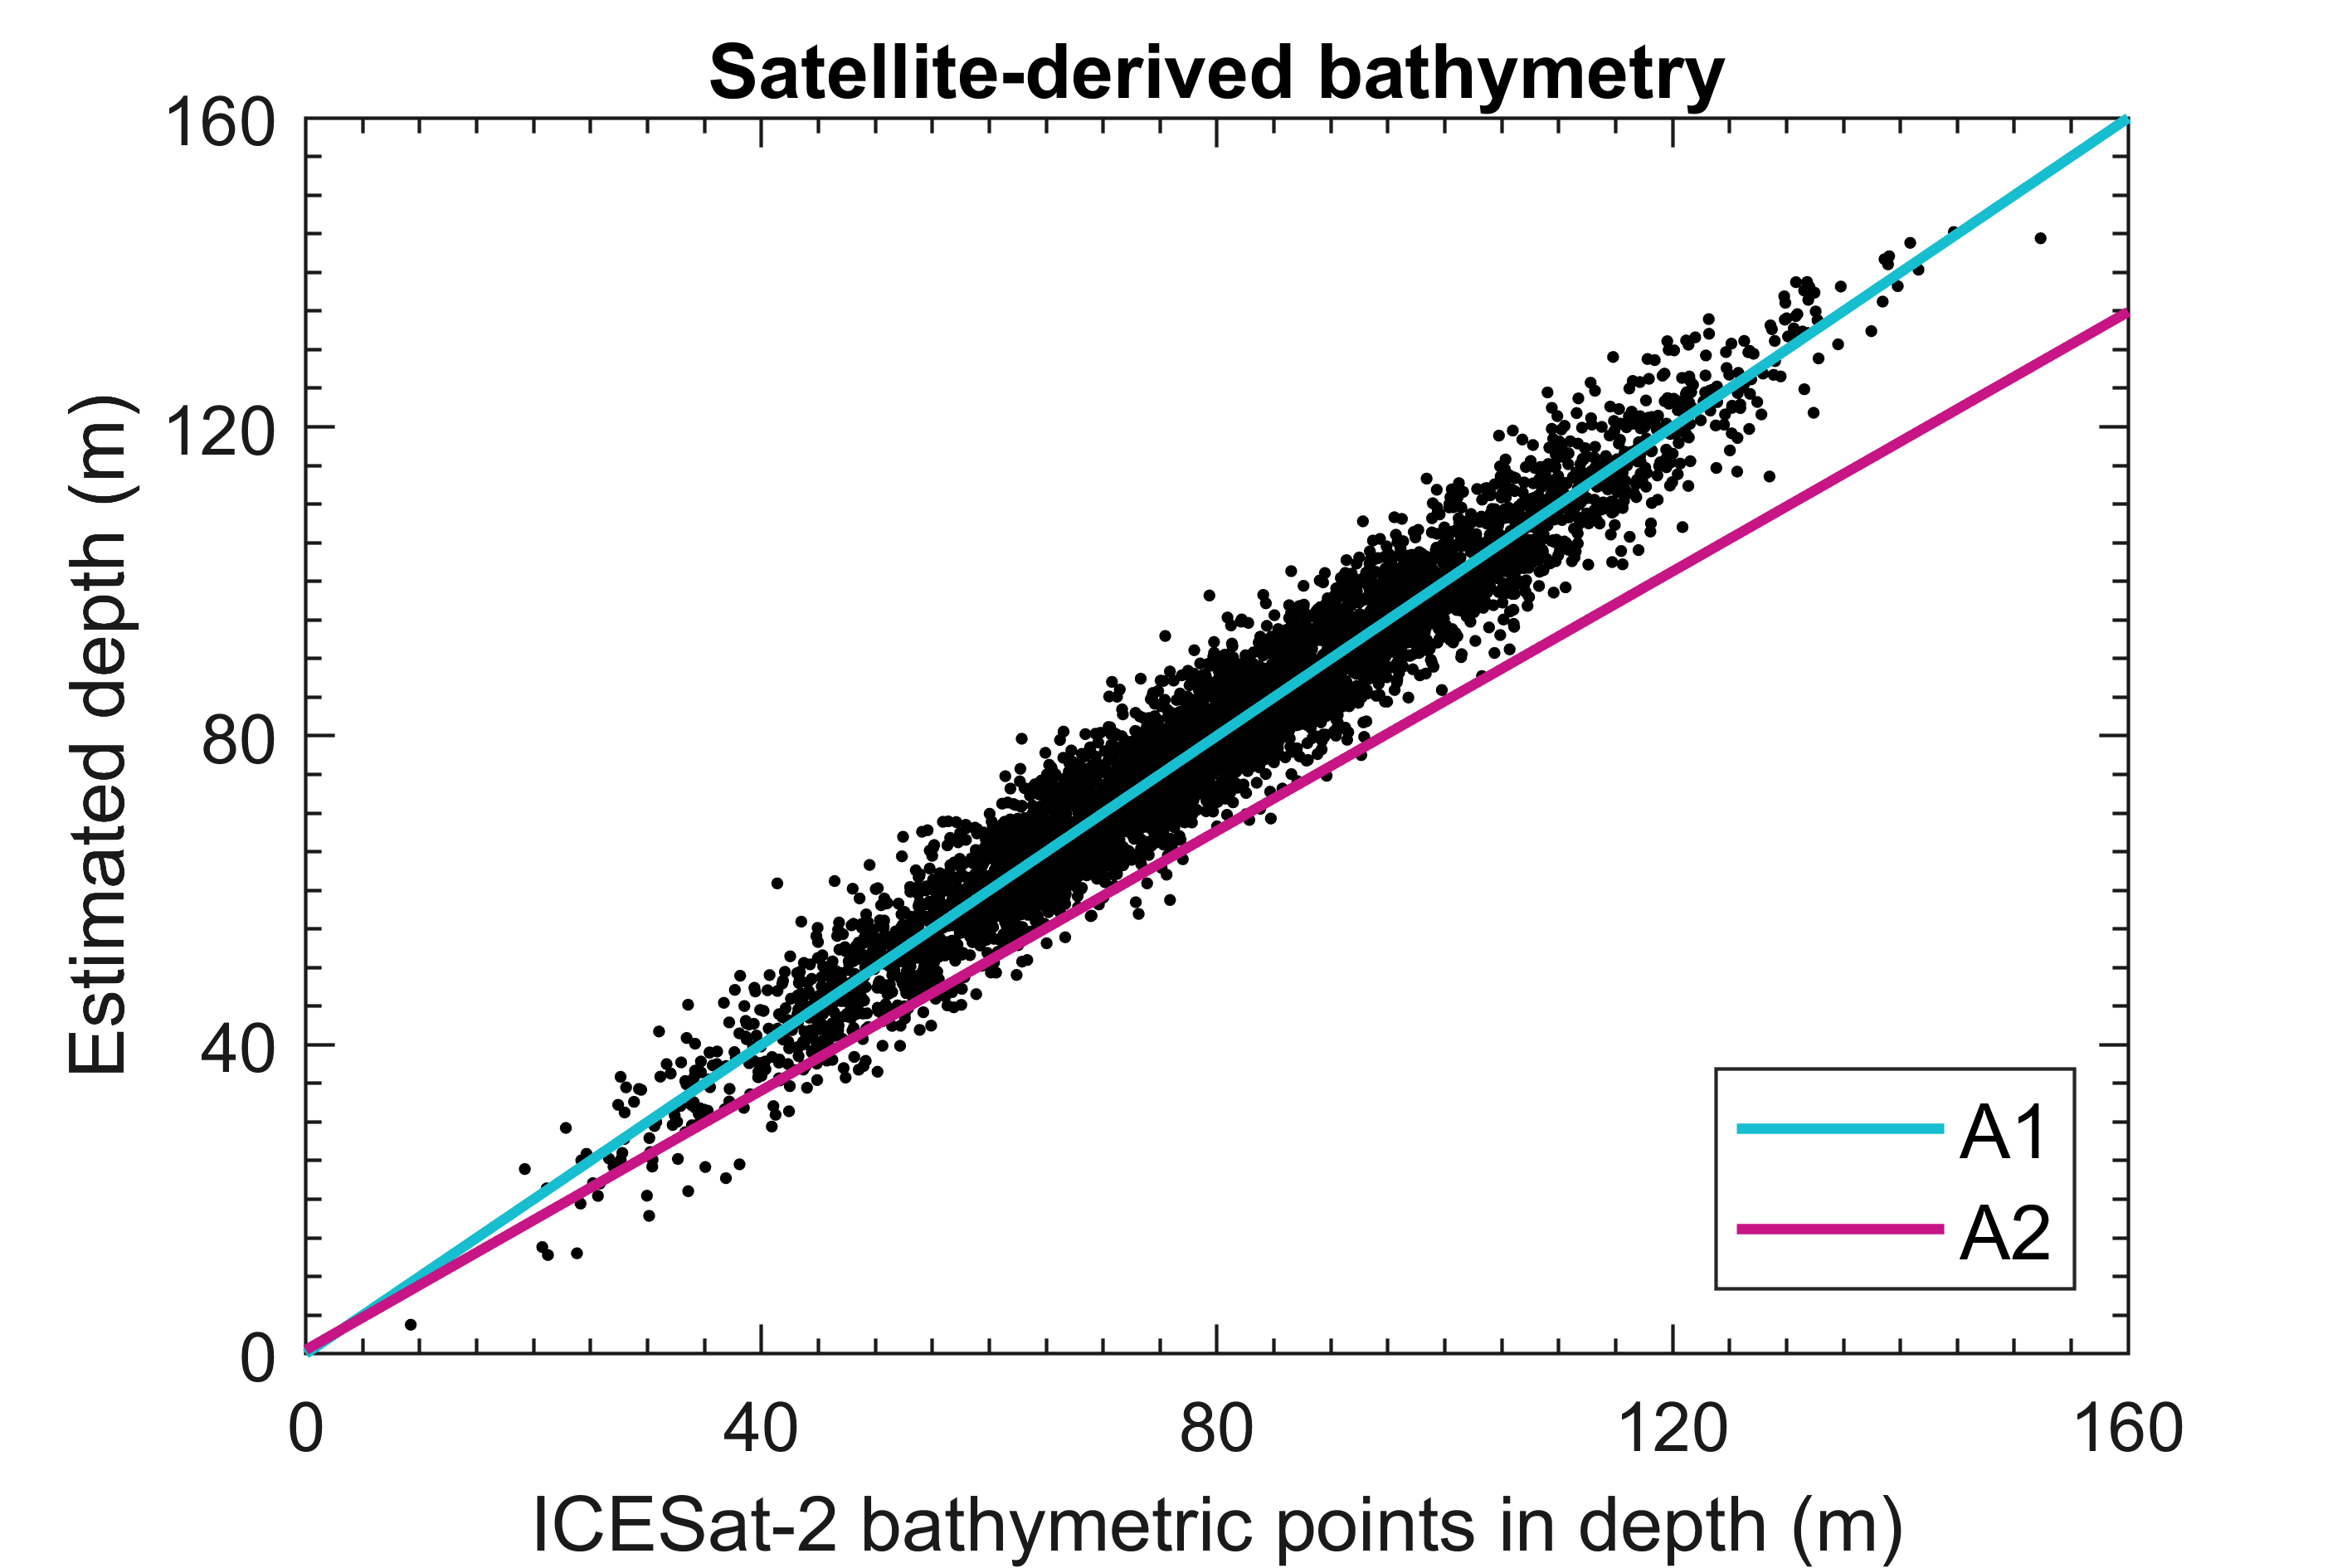 Satellite-derived bathymetry
160
120
80
40
0
Estimated depth (m)
0 40 80 120 160
ICESat-2 bathymetric points in depth (m)
A1
A2